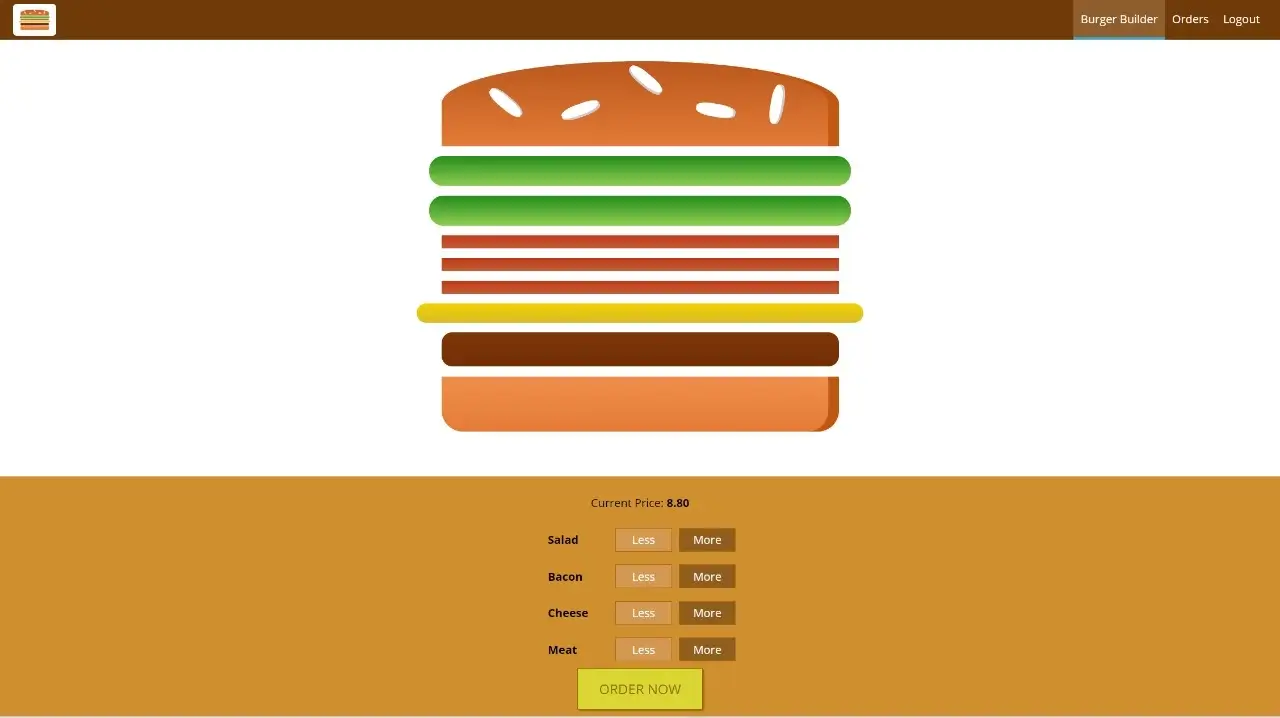 Burger Builder Orders Logout
Current Price: 8.80
Salad Less More
Bacon Less More
Cheese Less More
Meat Less More
ORDER NOW